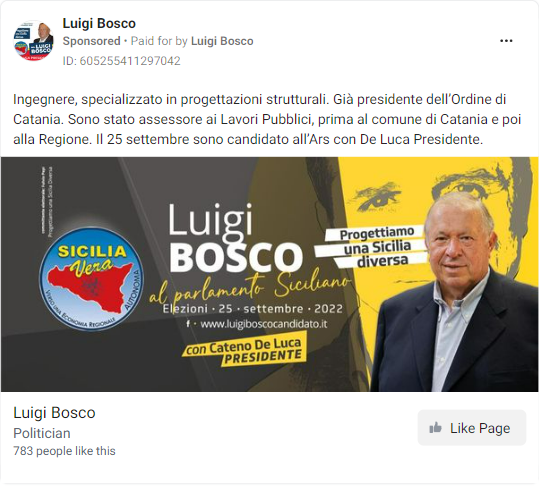 Luigi Bosco
Sponsored • Paid for by Luigi Bosco
ID: 605255411297042
Ingegnere, specializzato in progettazioni strutturali. Già presidente dell'Ordine di
Catania. Sono stato assessore ai Lavori Pubblici, prima al comune di Catania e poi
alla Regione. Il 25 settembre sono candidato all'Ars con De Luca Presidente.
Progettiamo una Sicilia Diversa
SICILIA
Vera
AUTONOMIA
Luigi
BOSCO
al parlamento Siciliano
Elezioni • 25 • settembre • 2022
f • www.luigiboscocandidato.it
con Cateno De Luca
PRESIDENTE
Progettiamo
una Sicilia
diversa
Luigi Bosco
Politician
783 people like this
Like Page